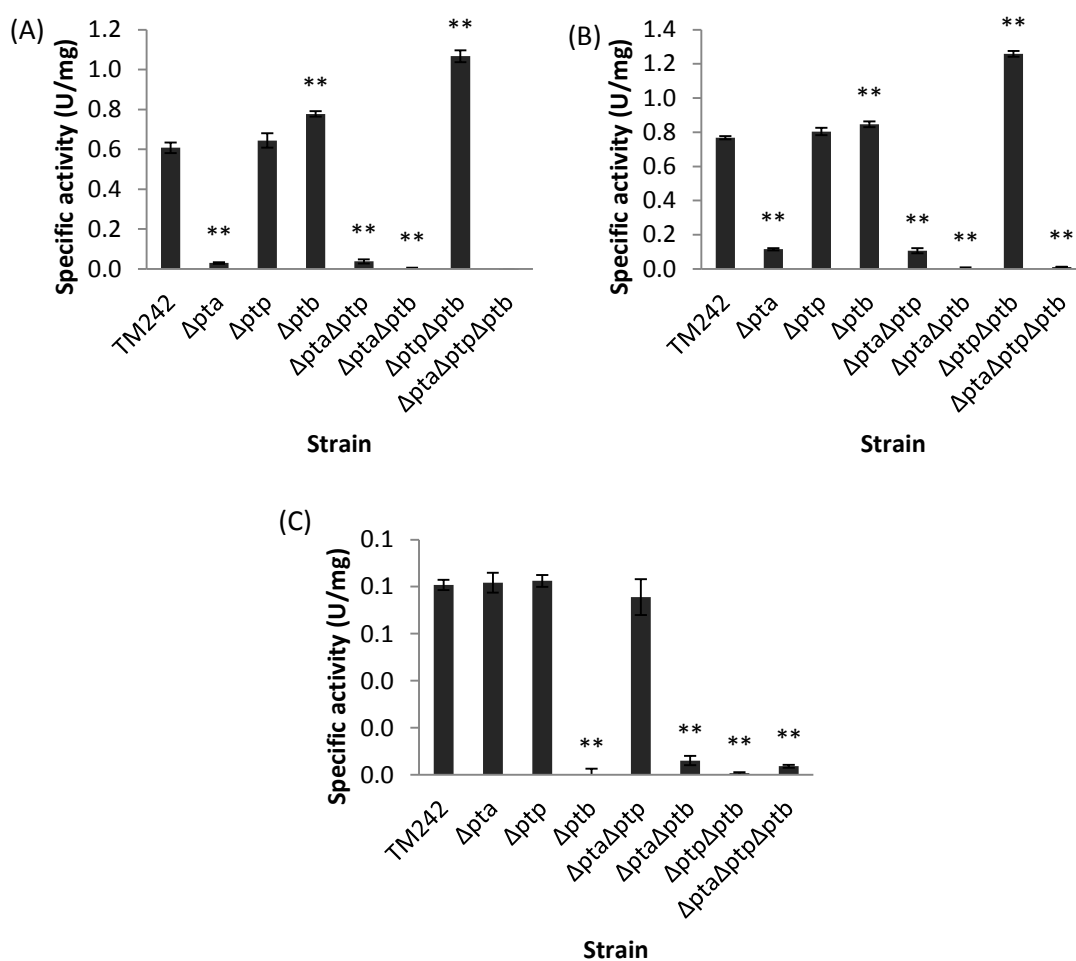 (A)
Specific activity (U/mg)
1.2
1.0
0.8
0.6
0.4
0.2
0.0
**
**
**
**
**
TM242
Δpta
Δptp
Δptb
ΔptaΔptp
ΔptaΔptb
ΔptpΔptb
ΔptaΔptpΔptb
Strain
(B)
Specific activity (U/mg)
1.4
1.2
1.0
0.8
0.6
0.4
0.2
0.0
**
**
**
**
**
**
TM242
Δpta
Δptp
Δptb
ΔptaΔptp
ΔptaΔptb
ΔptpΔptb
ΔptaΔptpΔptb
Strain
(C)
Specific activity (U/mg)
0.1
0.1
0.1
0.0
0.0
0.0
**
**
**
**
TM242
Δpta
Δptp
Δptb
ΔptaΔptp
ΔptaΔptb
ΔptpΔptb
ΔptaΔptpΔptb
Strain